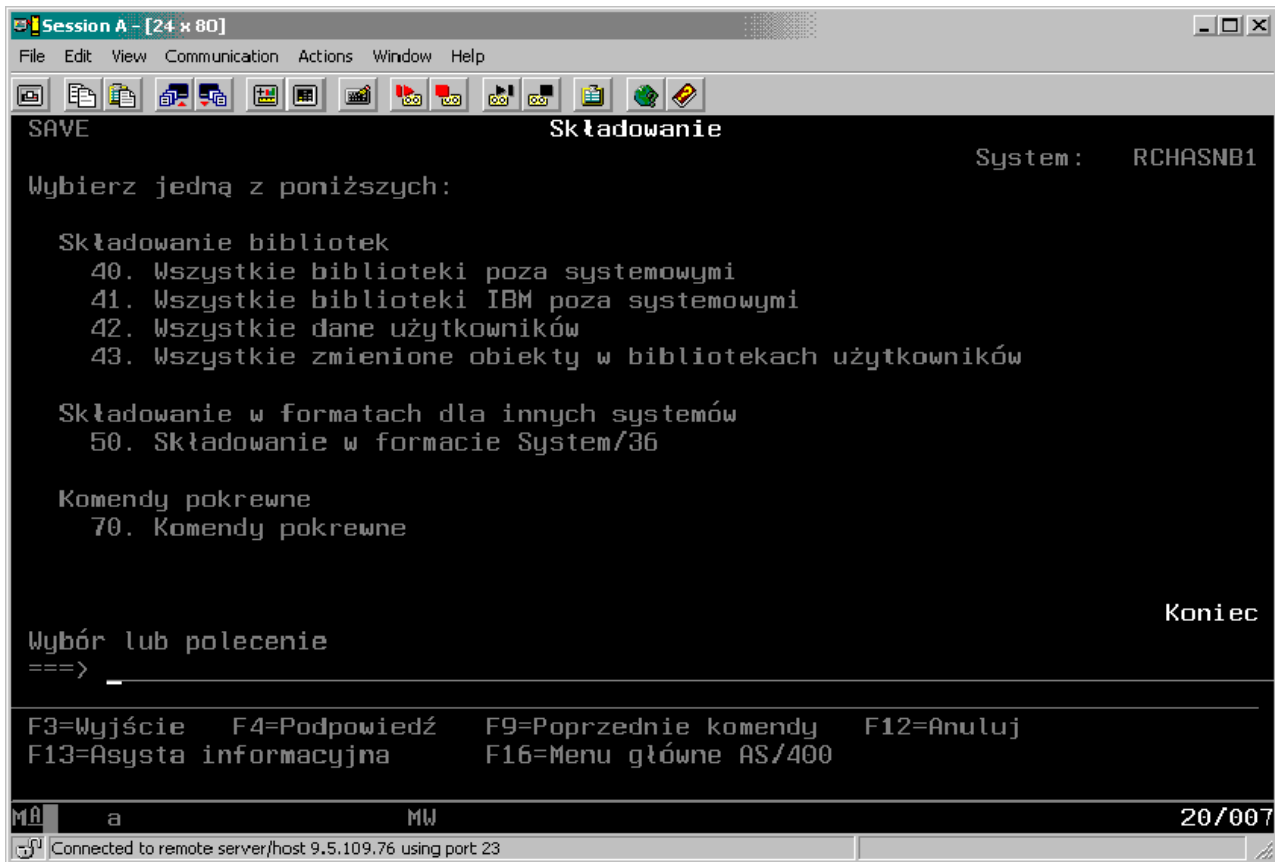 Session A - [24 x 80]
File Edit View Communication Actions Window Help
SAVE Składowanie
System: RCHASNB1
Wybierz jedną z poniższych:
Składowanie bibliotek
40. Wszystkie biblioteki poza systemowymi
41. Wszystkie biblioteki IBM poza systemowymi
42. Wszystkie dane użytkowników
43. Wszystkie zmienione obiekty w bibliotekach użytkowników
Składowanie w formatach dla innych systemów
50. Składowanie w formacie System/36
Komendy pokrewne
70. Komendy pokrewne
Koniec
Wybór lub polecenie
===>
F3=Wyjście F4=Podpowiedź F9=Poprzednie komendy F12=Anuluj
F13=Asysta informacyjna F16=Menu główne AS/400
MA a MW 20/007
Connected to remote server/host 9.5.109.76 using port 23